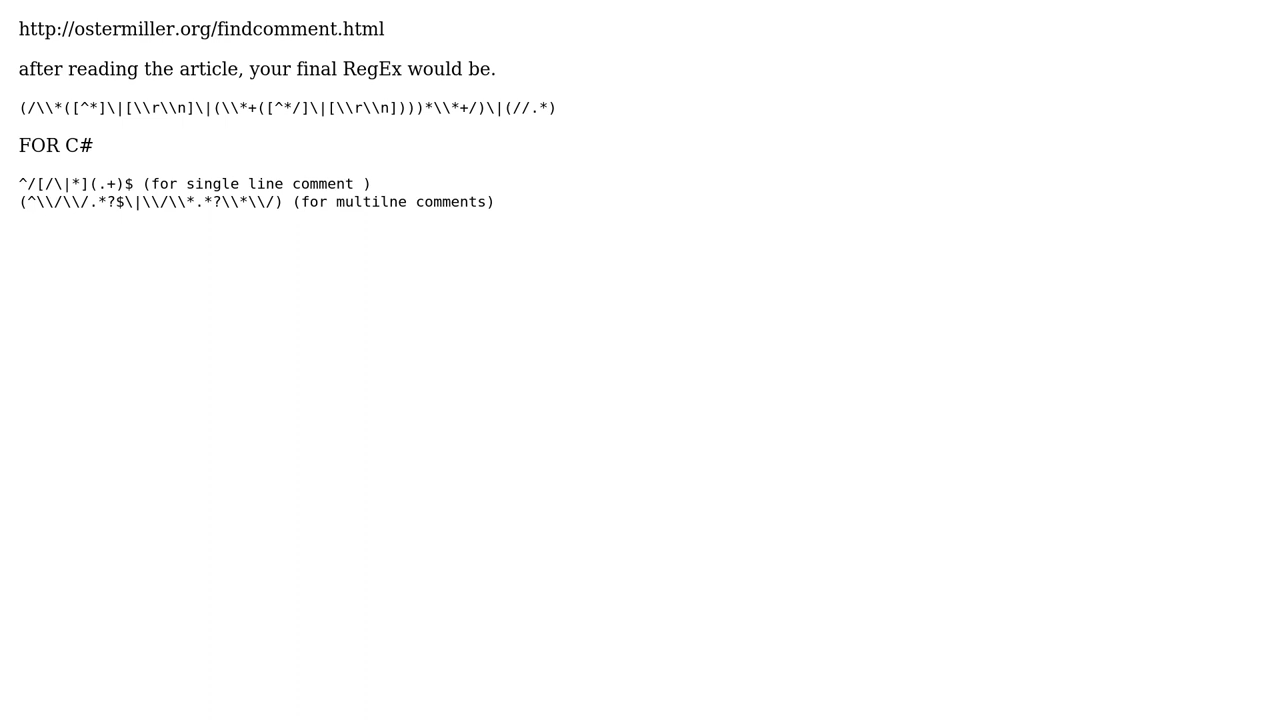 http://ostermiller.org/findcomment.html
after reading the article, your final RegEx would be.
(/\\*([^*]\|[\\r\\n]\|(\\*+([^*/]\|[\\r\\n])))*\\*+/)\|(//.*)
FOR C#
^/[/\|*](.+)$ (for single line comment )
(^\\/\\/.*?$\|\\/\\*.*?\\*\\/) (for multilne comments)